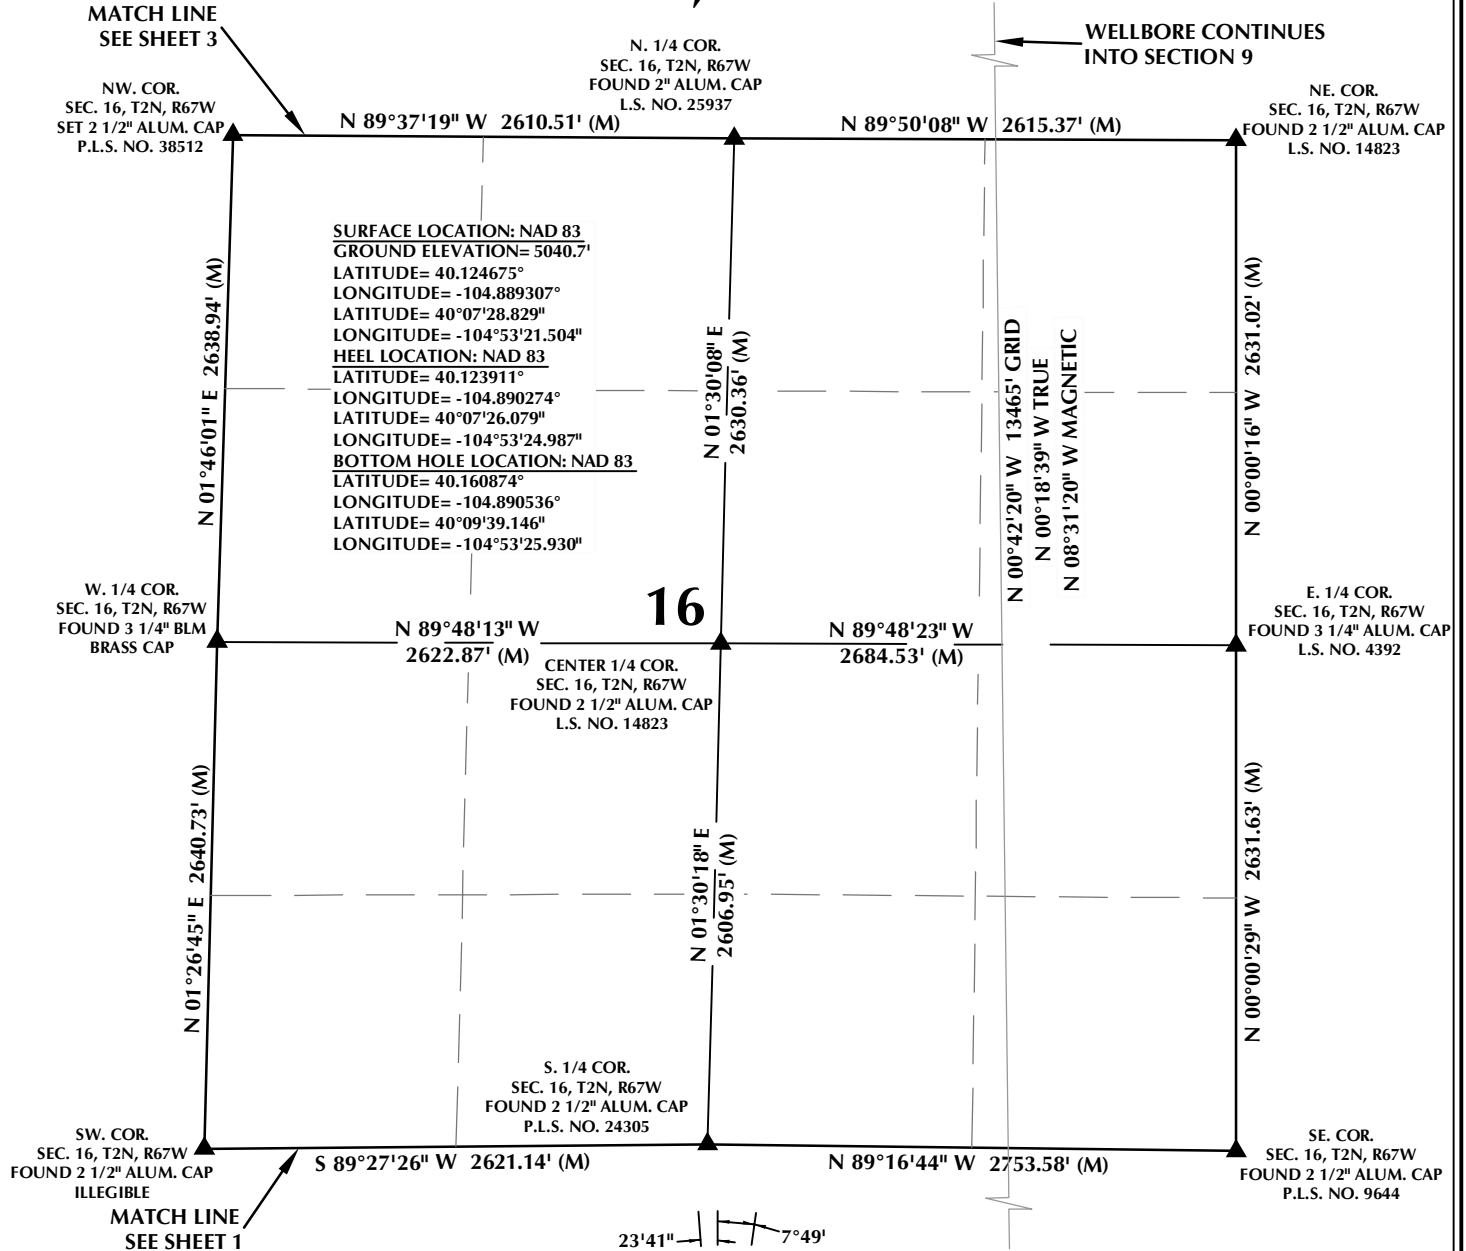 MATCH LINE
SEE SHEET 3
WELLBORE CONTINUES
INTO SECTION 9
N. 1/4 COR.
SEC. 16, T2N, R67W
FOUND 2" ALUM. CAP
L.S. NO. 25937
NW. COR.
SEC. 16, T2N, R67W
SET 2 1/2" ALUM. CAP
P.L.S. NO. 38512
NE. COR.
SEC. 16, T2N, R67W
FOUND 2 1/2" ALUM. CAP
L.S. NO. 14823
N 89°37'19" W 2610.51' (M)
N 89°50'08" W 2615.37' (M)
SURFACE LOCATION: NAD 83
GROUND ELEVATION= 5040.7'
LATITUDE= 40.124675°
LONGITUDE= -104.889307°
LATITUDE= 40°07'28.829"
LONGITUDE= -104°53'21.504"
HEEL LOCATION: NAD 83
LATITUDE= 40.123911°
LONGITUDE= -104.890274°
LATITUDE= 40°07'26.079"
LONGITUDE= -104°53'24.987"
BOTTOM HOLE LOCATION: NAD 83
LATITUDE= 40.160874°
LONGITUDE= -104.890536°
LATITUDE= 40°09'39.146"
LONGITUDE= -104°53'25.930"
N 01°46'01" E 2638.94' (M)
N 01°30'08" E
2630.36' (M)
N 00°42'20" W 13465' GRID
N 00°18'39" W TRUE
N 08°31'20" W MAGNETIC
N 00°00'16" W 2631.02' (M)
W. 1/4 COR.
SEC. 16, T2N, R67W
FOUND 3 1/4" BLM
BRASS CAP
16
E. 1/4 COR.
SEC. 16, T2N, R67W
FOUND 3 1/4" ALUM. CAP
L.S. NO. 4392
N 89°48'13" W
2622.87' (M)
N 89°48'23" W
2684.53' (M)
CENTER 1/4 COR.
SEC. 16, T2N, R67W
FOUND 2 1/2" ALUM. CAP
L.S. NO. 14823
N 01°26'45" E 2640.73' (M)
N 01°30'18" E
2606.95' (M)
N 00°00'29" W 2631.63' (M)
S. 1/4 COR.
SEC. 16, T2N, R67W
FOUND 2 1/2" ALUM. CAP
P.L.S. NO. 24305
SW. COR.
SEC. 16, T2N, R67W
FOUND 2 1/2" ALUM. CAP
ILLEGIBLE
SE. COR.
SEC. 16, T2N, R67W
FOUND 2 1/2" ALUM. CAP
P.L.S. NO. 9644
S 89°27'26" W 2621.14' (M)
N 89°16'44" W 2753.58' (M)
MATCH LINE
SEE SHEET 1
23'41"
7°49'